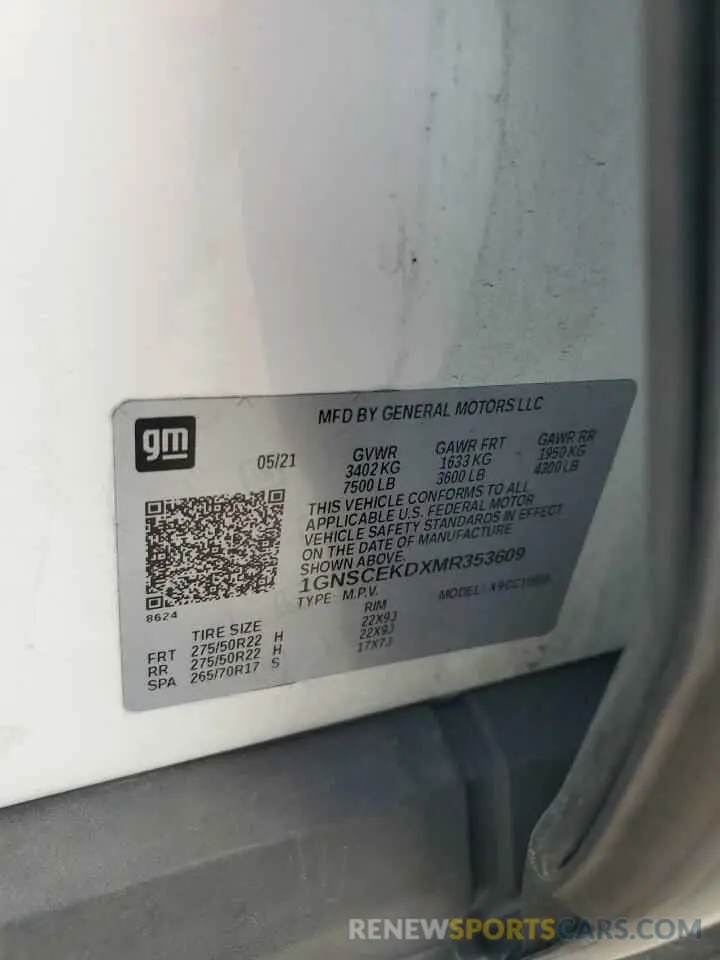 MFD BY GENERAL MOTORS LLC
gm
05/21
GVWR
3402 KG
7500 LB
GAWR FRT
1633 KG
3600 LB
GAWR RR
1950 KG
4300 LB
THIS VEHICLE CONFORMS TO ALL
APPLICABLE U.S. FEDERAL MOTOR
VEHICLE SAFETY STANDARDS IN EFFECT
ON THE DATE OF MANUFACTURE
SHOWN ABOVE.
1GNSCEKDXMR353609
TYPE: M.P.V. MODEL:
8624
TIRE SIZE RIM
FRT 275/50R22 H 22X9J
RR 275/50R22 H 22X9J
SPA 265/70R17 S 17X7J
RENEWSPORTSCARS.COM